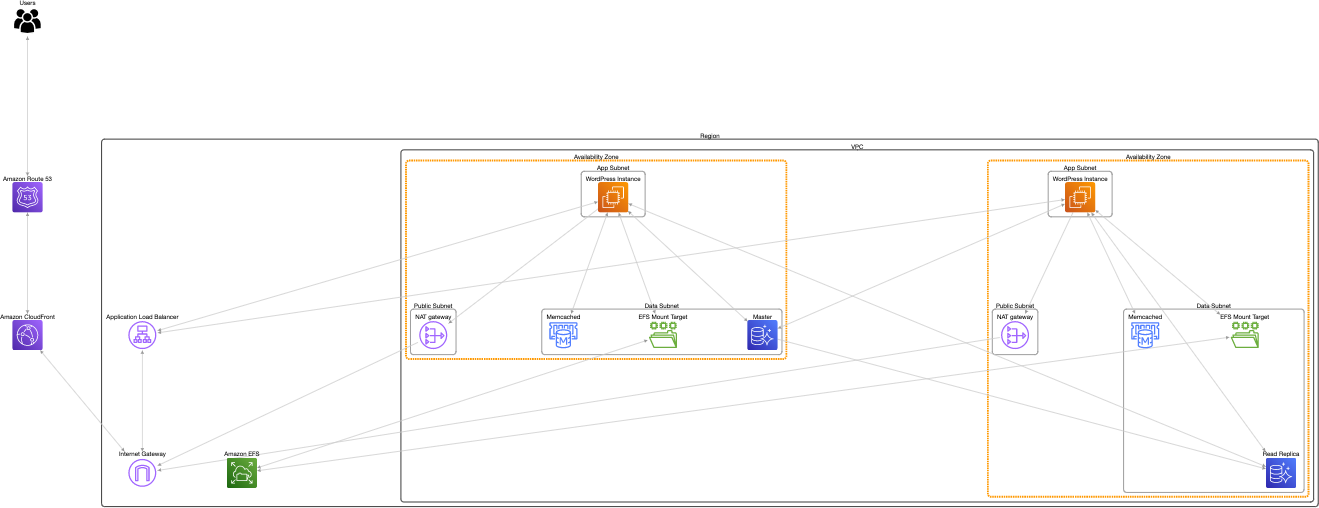 Users
Region
VPC
Availability Zone
Availability Zone
App Subnet
App Subnet
WordPress Instance
WordPress Instance
Amazon Route 53
53
Public Subnet
Data Subnet
Public Subnet
Data Subnet
Amazon CloudFront
Application Load Balancer
NAT gateway
Memcached
EFS Mount Target
Master
NAT gateway
Memcached
EFS Mount Target
M
M
Internet Gateway
Amazon EFS
Read Replica